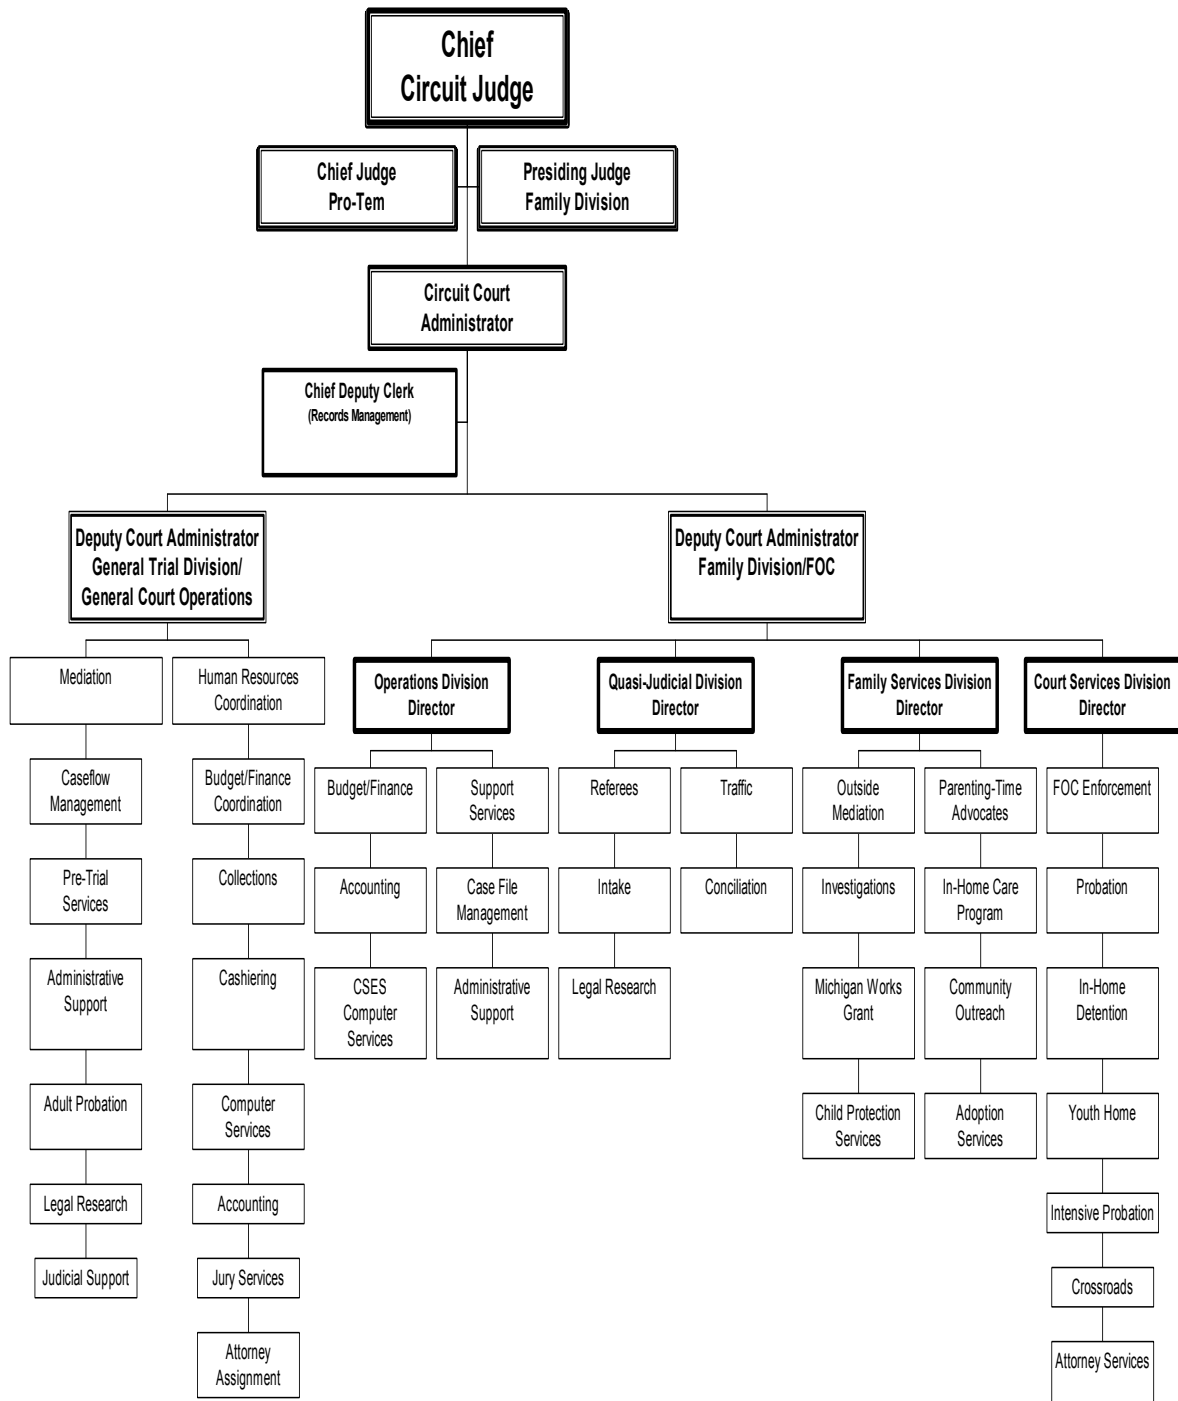 Chief
Circuit Judge
Chief Judge
Pro-Tem
Presiding Judge
Family Division
Circuit Court
Administrator
Chief Deputy Clerk
(Records Management)
Deputy Court Administrator
General Trial Division/
General Court Operations
Deputy Court Administrator
Family Division/FOC
Mediation
Human Resources
Coordination
Operations Division
Director
Quasi-Judicial Division
Director
Family Services Division
Director
Court Services Division
Director
Caseflow
Management
Budget/Finance
Coordination
Budget/Finance
Support
Services
Referees
Traffic
Outside
Mediation
Parenting-Time
Advocates
FOC Enforcement
Pre-Trial
Services
Collections
Accounting
Case File
Management
Intake
Conciliation
Investigations
In-Home Care
Program
Probation
Administrative
Support
Cashiering
CSES
Computer
Services
Administrative
Support
Legal Research
Michigan Works
Grant
Community
Outreach
In-Home
Detention
Adult Probation
Computer
Services
Child Protection
Services
Adoption
Services
Youth Home
Legal Research
Accounting
Intensive Probation
Judicial Support
Jury Services
Crossroads
Attorney
Assignment
Attorney Services